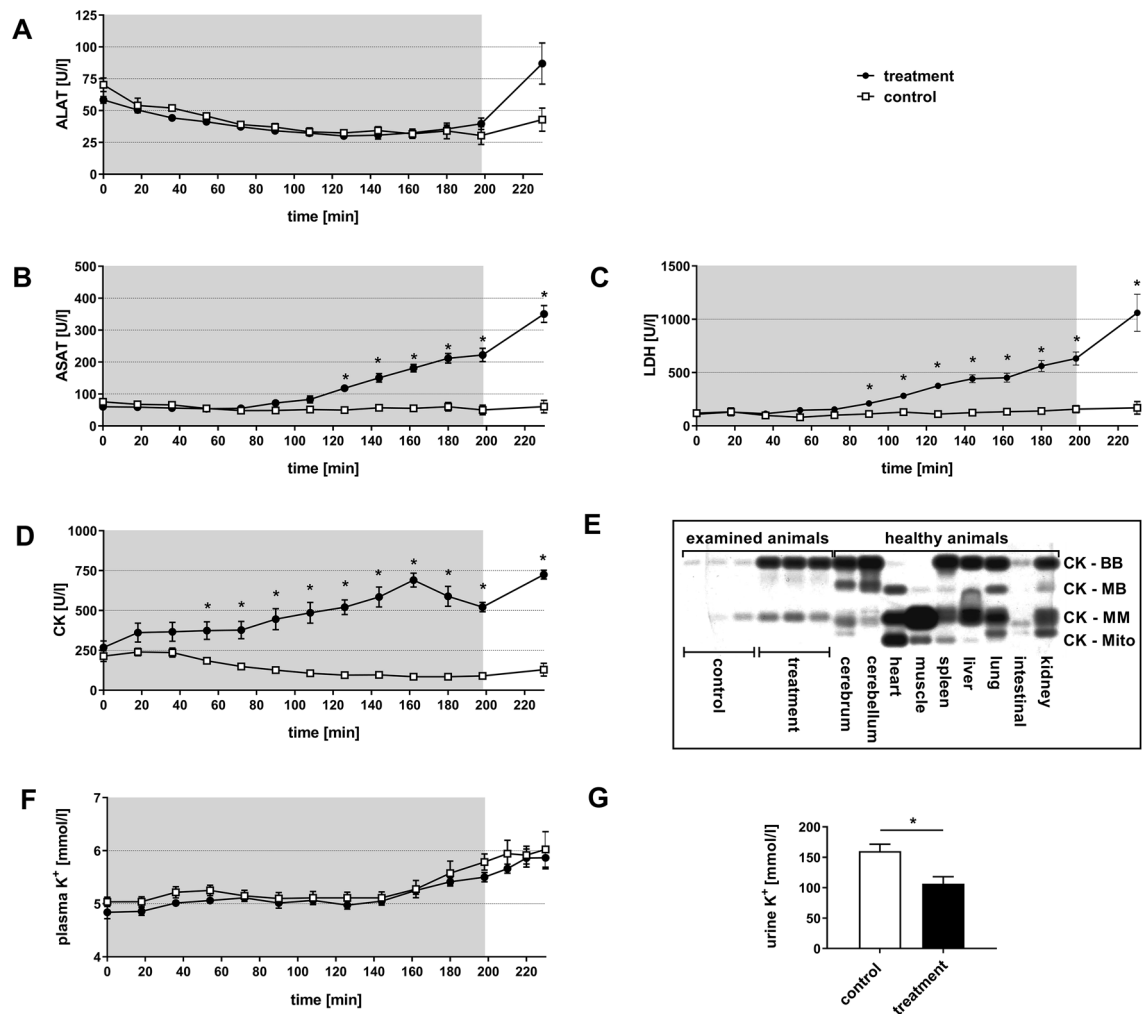 A
ALAT [U/l]
125
100
75
50
25
0
0 20 40 60 80 100 120 140 160 180 200 220
time [min]
treatment
control
B
ASAT [U/l]
500
400
300
200
100
0
* * * * * *
0 20 40 60 80 100 120 140 160 180 200 220
time [min]
C
LDH [U/l]
1500
1000
500
0
* * * * * * * *
0 20 40 60 80 100 120 140 160 180 200 220
time [min]
D
CK [U/l]
1000
750
500
250
0
* * * * * * * * * *
0 20 40 60 80 100 120 140 160 180 200 220
time [min]
E
examined animals healthy animals
CK - BB
CK - MB
CK - MM
CK - Mito
control
treatment
cerebrum
cerebellum
heart
muscle
spleen
liver
lung
intestinal
kidney
F
plasma K+ [mmol/l]
7
6
5
4
0 20 40 60 80 100 120 140 160 180 200 220
time [min]
G
urine K+ [mmol/l]
200
150
100
50
0
*
control
treatment